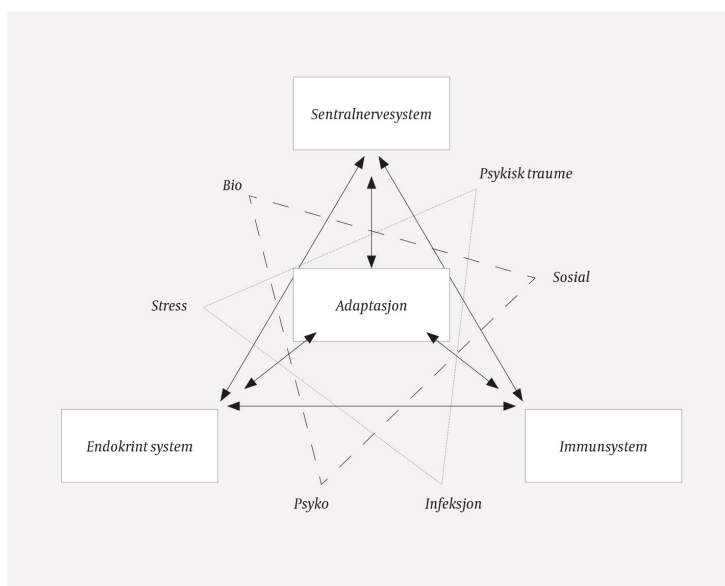 Sentralnervesystem
Psykisk traume
Bio
Sosial
Adaptasjon
Stress
Endokrint system
Immunsystem
Psyko
Infeksjon